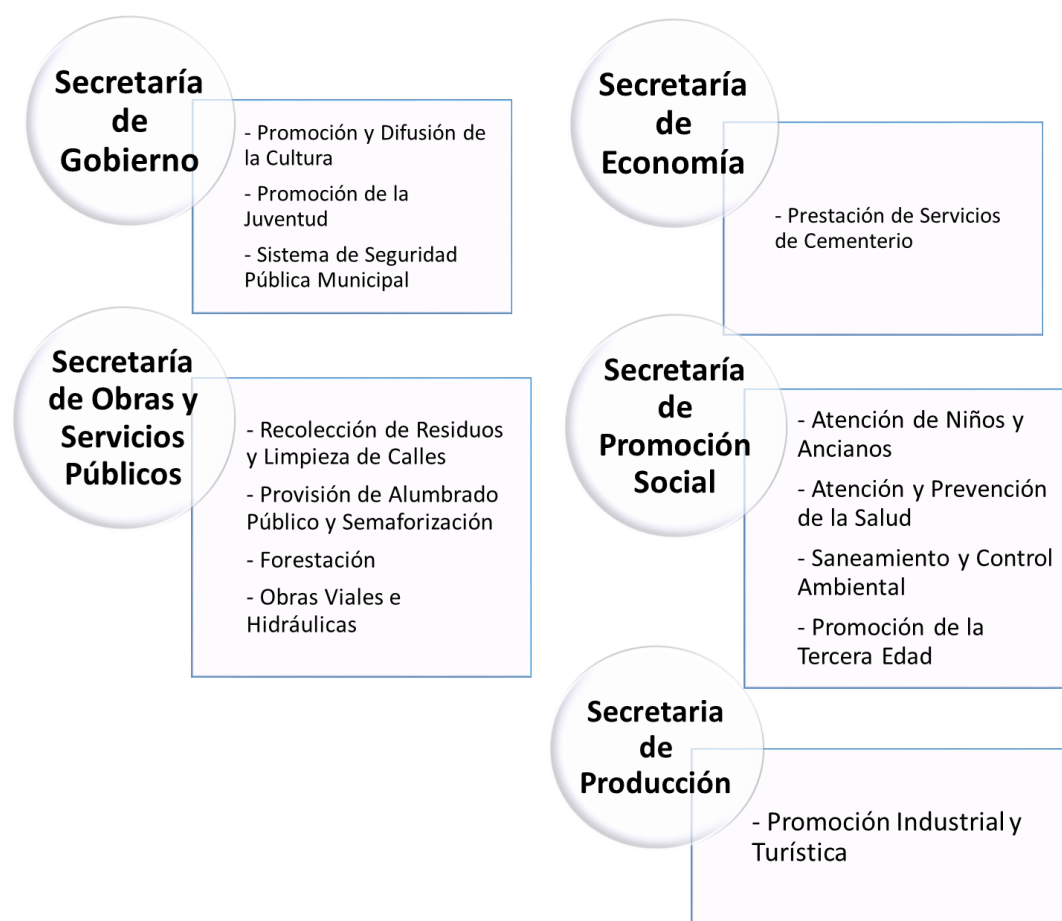 Secretaría
de
Gobierno
- Promoción y Difusión de
la Cultura
- Promoción de la
Juventud
- Sistema de Seguridad
Pública Municipal
Secretaría
de
Economía
- Prestación de Servicios
de Cementerio
Secretaría
de Obras y
Servicios
Públicos
- Recolección de Residuos
y Limpieza de Calles
- Provisión de Alumbrado
Público y Semaforización
- Forestación
- Obras Viales e
Hidráulicas
Secretaría
de
Promoción
Social
- Atención de Niños y
Ancianos
- Atención y Prevención
de la Salud
- Saneamiento y Control
Ambiental
- Promoción de la
Tercera Edad
Secretaria
de
Producción
- Promoción Industrial y
Turística